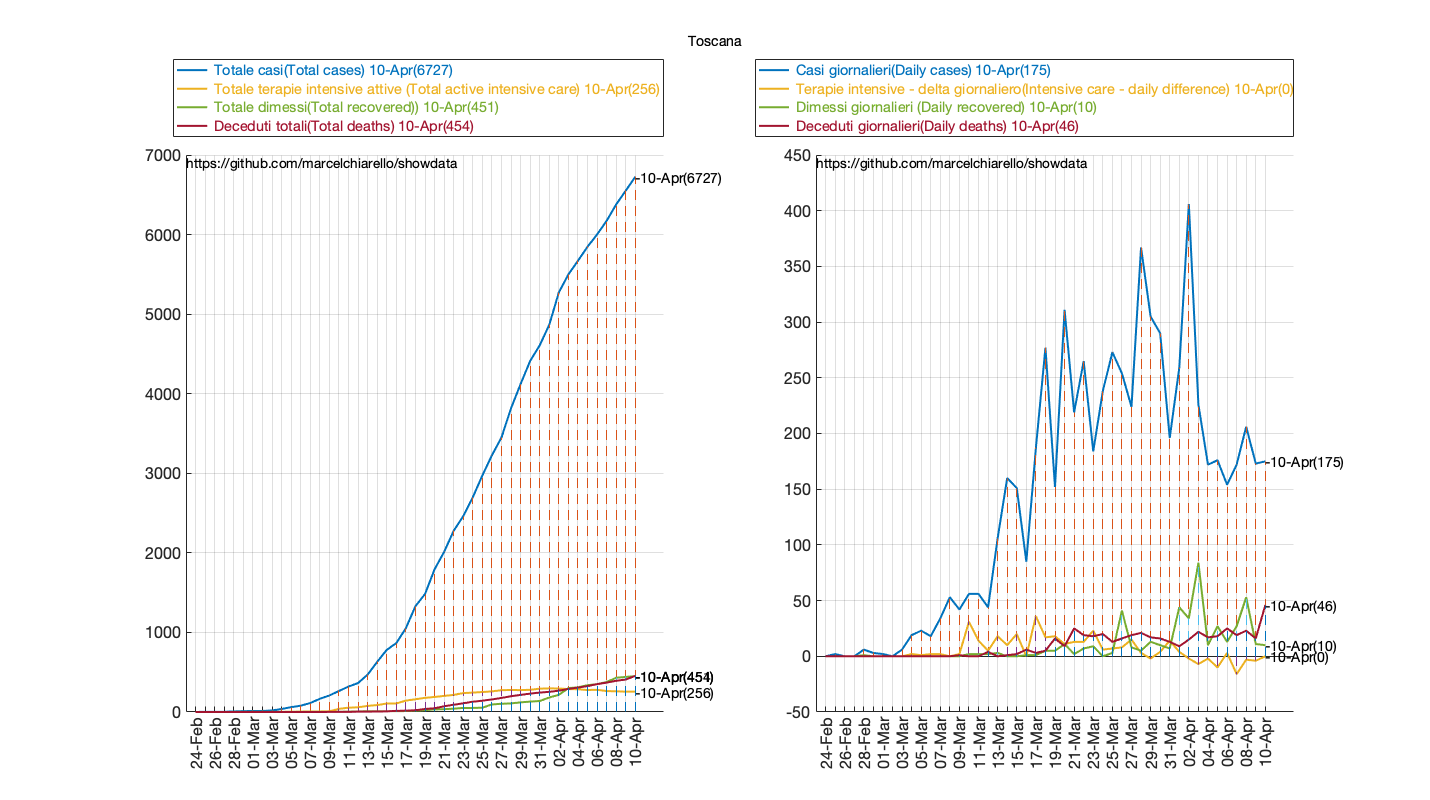 Toscana
Totale casi(Total cases) 10-Apr(6727)
Totale terapie intensive attive (Total active intensive care) 10-Apr(256)
Totale dimessi(Total recovered)) 10-Apr(451)
Deceduti totali(Total deaths) 10-Apr(454)
7000
https://github.com/marcelchiarello/showdata
10-Apr(6727)
6000
5000
4000
3000
2000
1000
10-Apr(454)
10-Apr(256)
0
24-Feb
26-Feb
28-Feb
01-Mar
03-Mar
05-Mar
07-Mar
09-Mar
11-Mar
13-Mar
15-Mar
17-Mar
19-Mar
21-Mar
23-Mar
25-Mar
27-Mar
29-Mar
31-Mar
02-Apr
04-Apr
06-Apr
08-Apr
10-Apr
Casi giornalieri(Daily cases) 10-Apr(175)
Terapie intensive - delta giornaliero(Intensive care - daily difference) 10-Apr(0)
Dimessi giornalieri (Daily recovered) 10-Apr(10)
Deceduti giornalieri(Daily deaths) 10-Apr(46)
450
https://github.com/marcelchiarello/showdata
400
350
300
250
200
10-Apr(175)
150
100
50
10-Apr(46)
10-Apr(10)
10-Apr(0)
0
-50
24-Feb
26-Feb
28-Feb
01-Mar
03-Mar
05-Mar
07-Mar
09-Mar
11-Mar
13-Mar
15-Mar
17-Mar
19-Mar
21-Mar
23-Mar
25-Mar
27-Mar
29-Mar
31-Mar
02-Apr
04-Apr
06-Apr
08-Apr
10-Apr